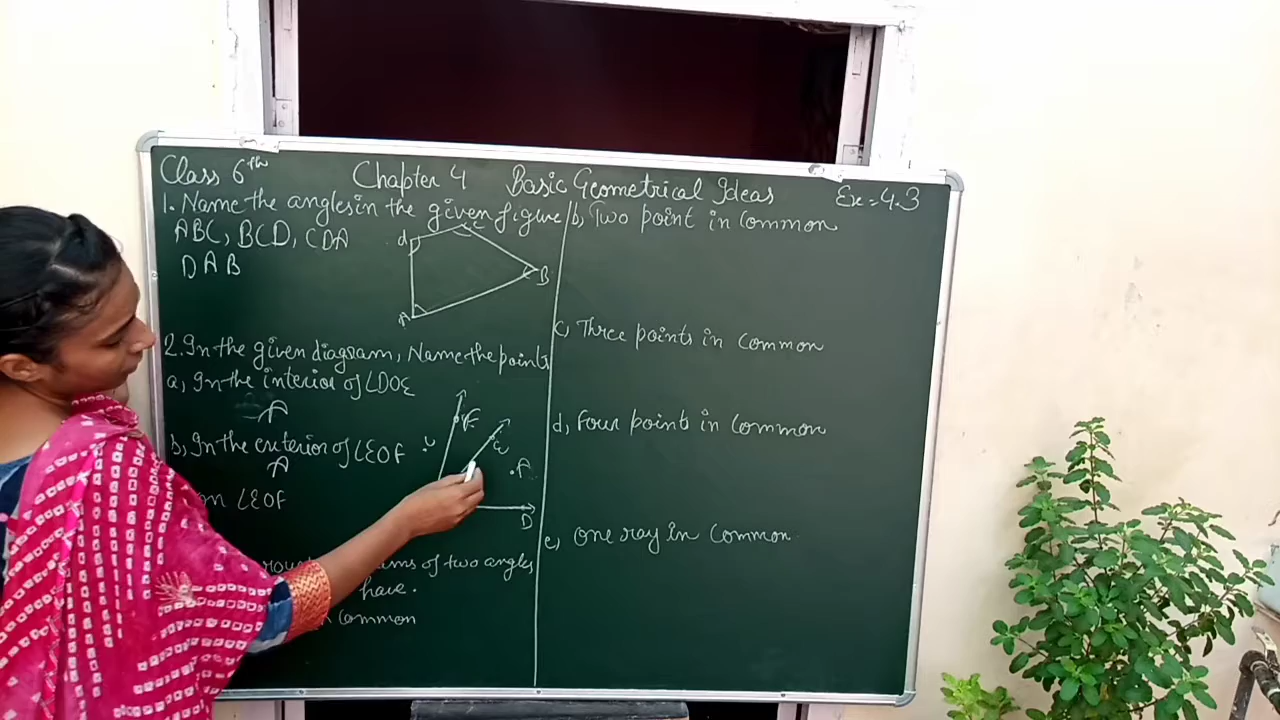 Class 6th Chapter 4 Basic Geometrical Ideas Ex=4.3
1. Name the angles in the given figure
ABC, BCD, CDA
DAB
d
C
B
A
2. In the given diagram, Name the points
a, In the interior of ∠DOE
A
b, In the exterior of ∠EOF
A
on ∠EOF
F
E
.A
D
of two angles
have.
common
b, Two point in common
c, Three points in common
d, Four points in common
e, one ray in common.